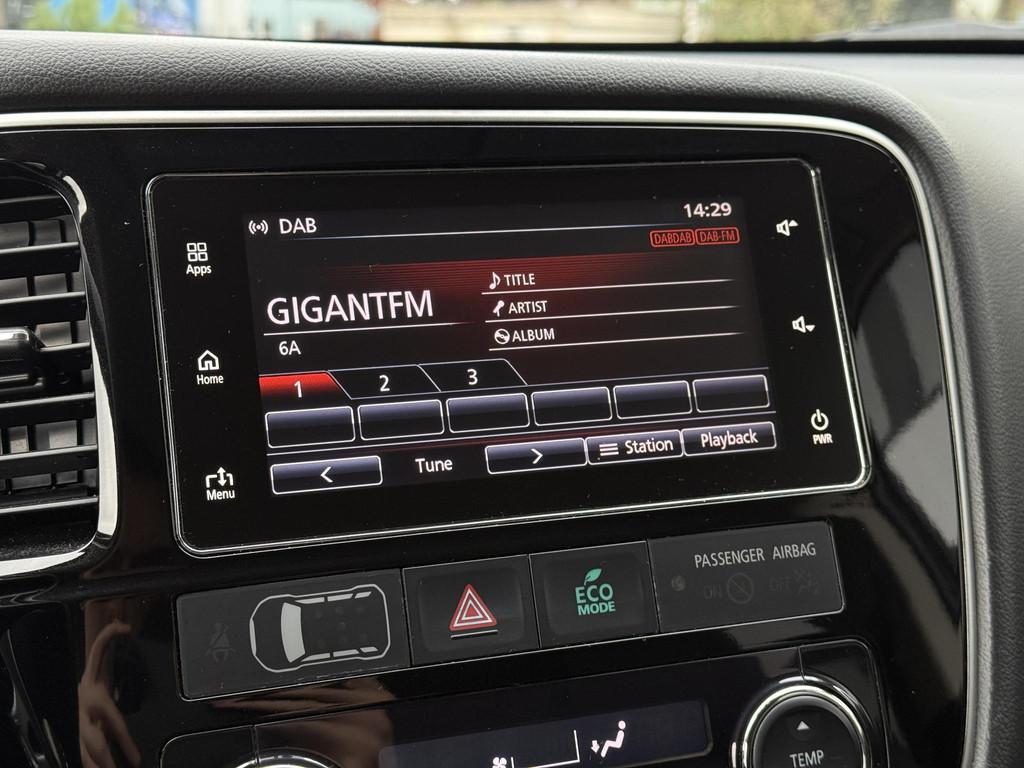 DAB
14:29
DABDAB DAB-FM
Apps
TITLE
GIGANTFM
ARTIST
6A
ALBUM
Home
1 2 3
PWR
Tune
Station
Playback
Menu
PASSENGER AIRBAG
ON OFF
ECO
MODE
TEMP